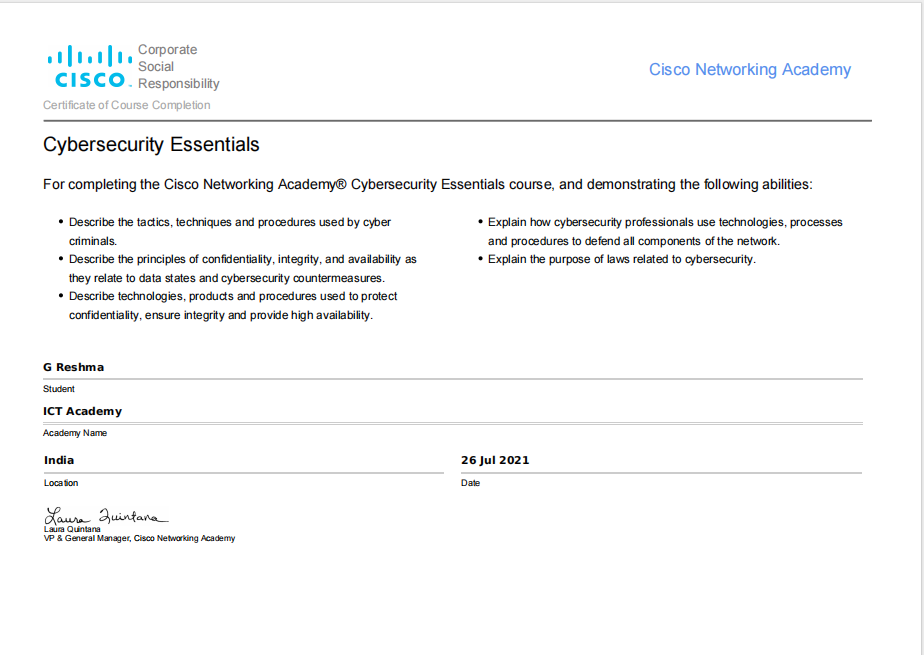 Corporate
Social
CISCO. Responsibility
Cisco Networking Academy
Certificate of Course Completion
Cybersecurity Essentials
For completing the Cisco Networking Academy® Cybersecurity Essentials course, and demonstrating the following abilities:
• Describe the tactics, techniques and procedures used by cyber
criminals.
• Describe the principles of confidentiality, integrity, and availability as
they relate to data states and cybersecurity countermeasures.
• Describe technologies, products and procedures used to protect
confidentiality, ensure integrity and provide high availability.
• Explain how cybersecurity professionals use technologies, processes
and procedures to defend all components of the network.
• Explain the purpose of laws related to cybersecurity.
G Reshma
Student
ICT Academy
Academy Name
India
Location
26 Jul 2021
Date
Laura Quintana
Laura Quintana
VP & General Manager, Cisco Networking Academy